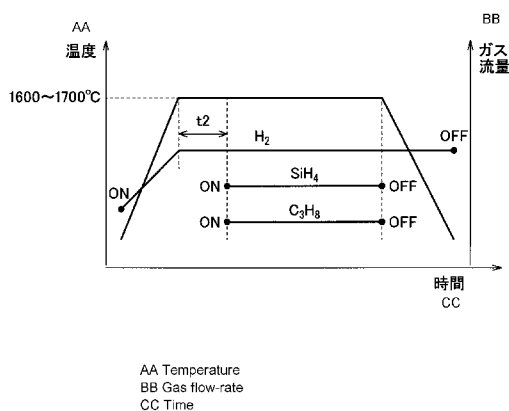 AA
温度
BB
ガス
流量
1600～1700℃
t2
H2
OFF
ON
SiH4
ON
OFF
C3H8
ON
OFF
時間
CC
AA Temperature
BB Gas flow-rate
CC Time